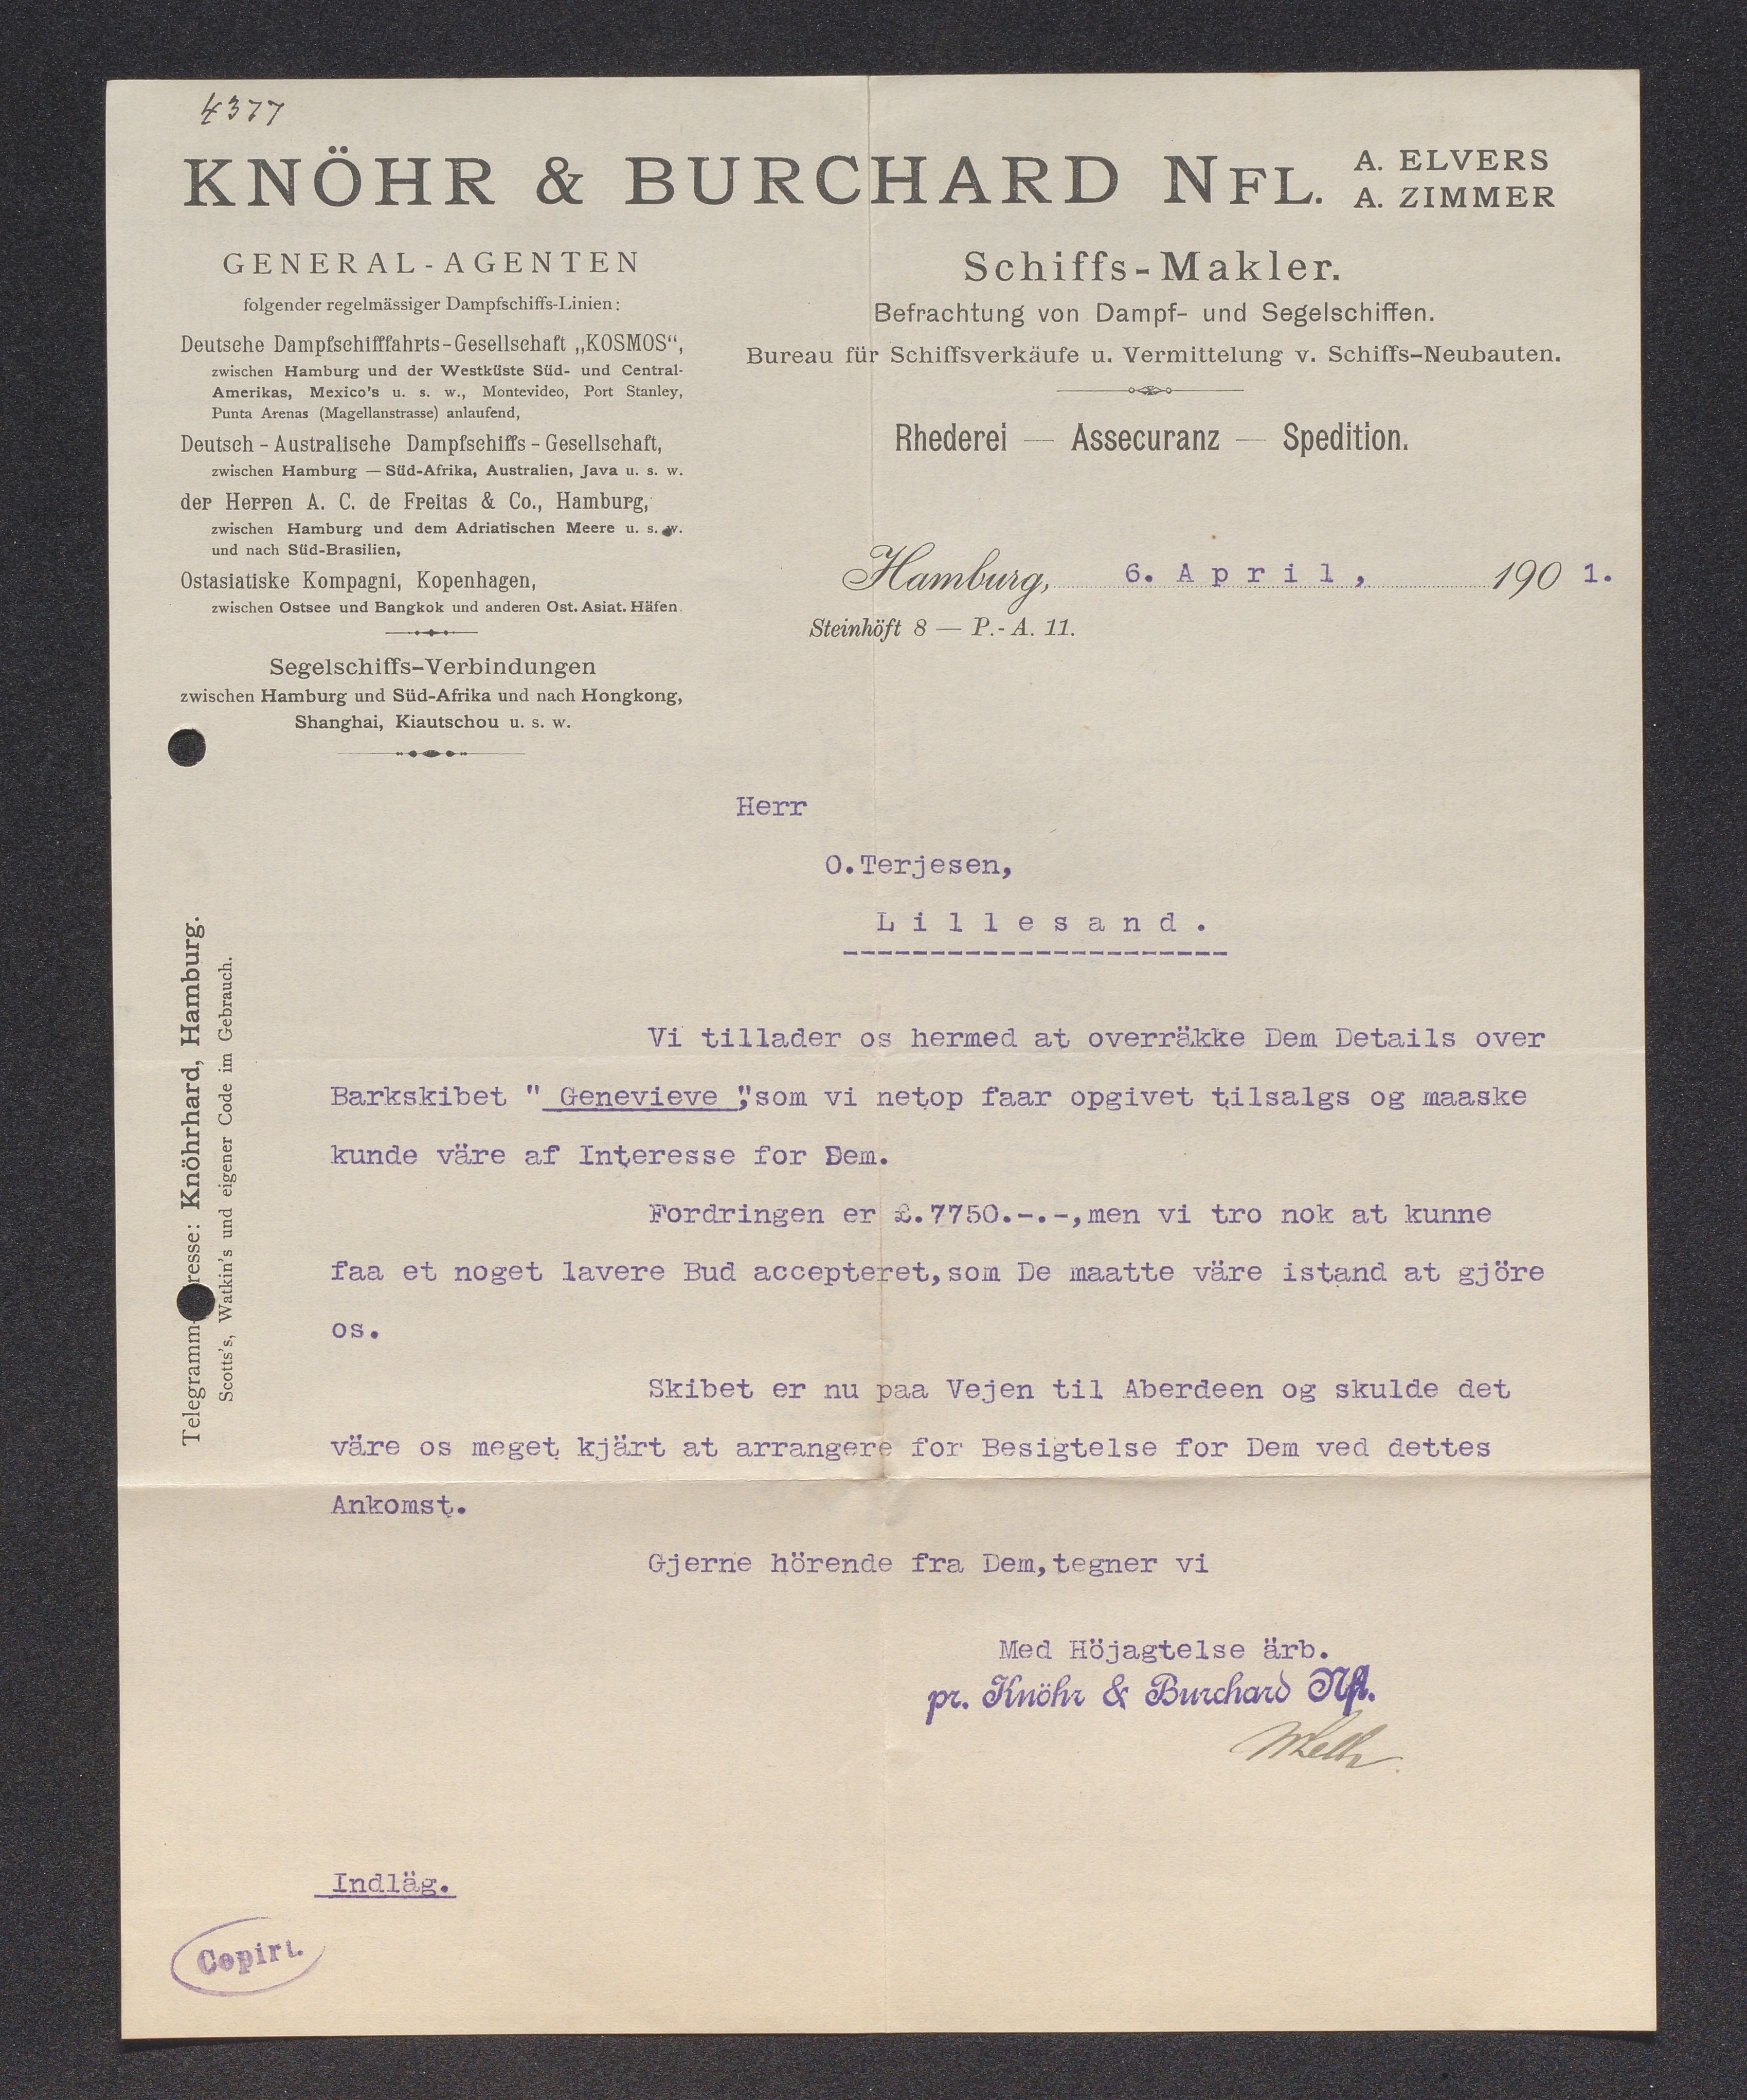 4377
KNÖHR & BURCHARD NFL.
A. ELVERS
A. ZIMMER
GENERAL-AGENTEN
folgender regelmässiger Dampfschiffs-Linien:
Deutsche Dampfschifffahrts-Gesellschaft „KOSMOS“,
zwischen Hamburg und der Westküste Süd- und Central-
Amerikas, Mexico's u. s. w., Montevideo, Port Stanley,
Punta Arenas (Magellanstrasse) anlaufend,
Deutsch-Australische Dampfschiffs-Gesellschaft,
zwischen Hamburg — Süd-Afrika, Australien, Java u. s. w.
der Herren A. C. de Freitas & Co., Hamburg,
zwischen Hamburg und dem Adriatischen Meere u. s. w.
und nach Süd-Brasilien,
Ostasiatiske Kompagni, Kopenhagen,
zwischen Ostsee und Bangkok und anderen Ost. Asiat. Häfen.
Segelschiffs-Verbindungen
zwischen Hamburg und Süd-Afrika und nach Hongkong,
Shanghai, Kiautschou u. s. w.
Schiffs-Makler.
Befrachtung von Dampf- und Segelschiffen.
Bureau für Schiffsverkäufe u. Vermittelung v. Schiffs-Neubauten.
Rhederei — Assecuranz — Spedition.
Hamburg, 6. April, 1901.
Steinhöft 8 — P.-A. 11.
Telegramm-resse: Knöhrhard, Hamburg.
Scotts's, Watkin's und eigener Code im Gebrauch.
Herr
O.Terjesen,
Lillesand.
Vi tillader os hermed at overräkke Dem Details over
Barkskibet " Genevieve ",som vi netop faar opgivet tilsalgs og maaske
kunde väre af Interesse for Dem.
Fordringen er £.7750.-.-,men vi tro nok at kunne
faa et noget lavere Bud accepteret,som De maatte väre istand at gjöre
os.
Skibet er nu paa Vejen til Aberdeen og skulde det
väre os meget kjärt at arrangere for Besigtelse for Dem ved dettes
Ankomst.
Gjerne hörende fra Dem,tegner vi
Med Höjagtelse ärb.
pr. Knöhr & Burchard Nfl.
Indläg.
Copirt.